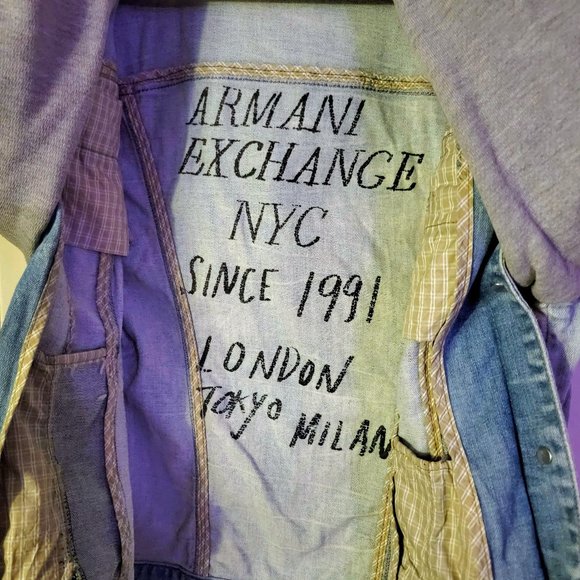 ARMANI
EXCHANGE
NYC
SINCE 1991
LONDON
TOKYO MILAN